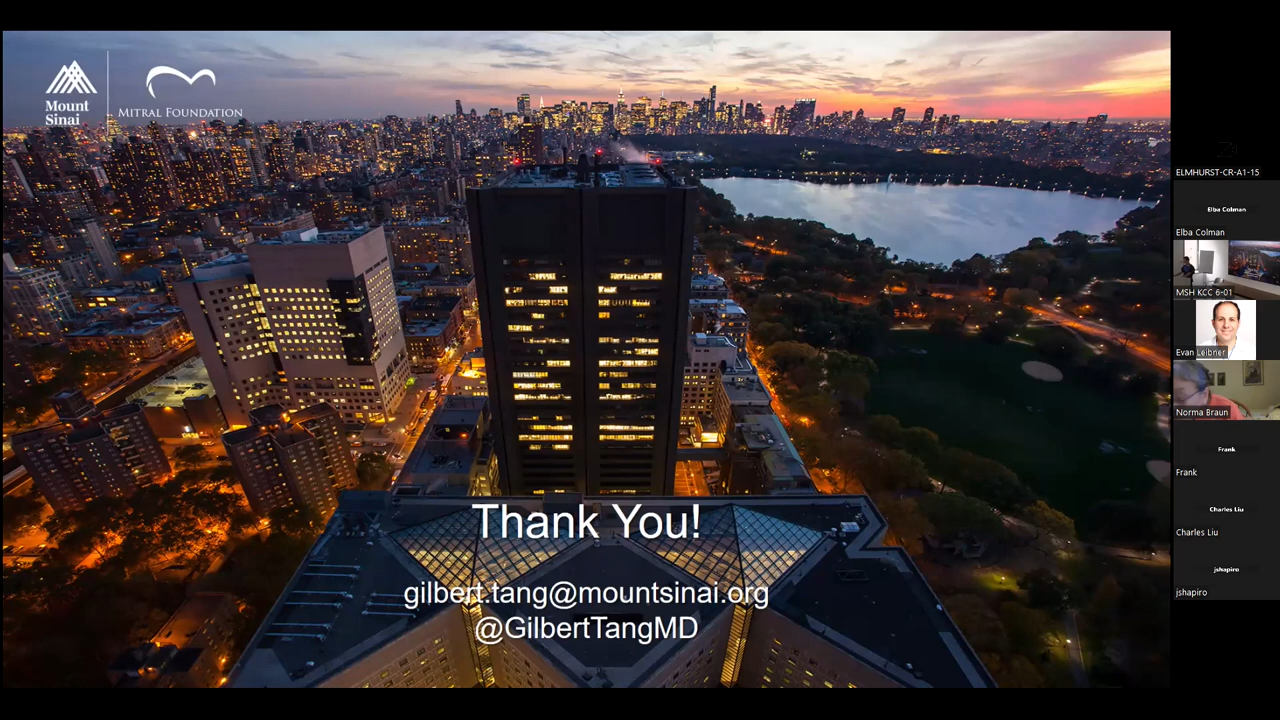 Mount
Sinai
MITRAL FOUNDATION
Thank You!
gilbert.tang@mountsinai.org
@GilbertTangMD
ELMHURST-CR-A1-15
Elba Colman
Elba Colman
MSH KCC 6-01
Evan Leibner
Norma Braun
Frank
Frank
Charles Liu
Charles Liu
jshapiro
jshapiro